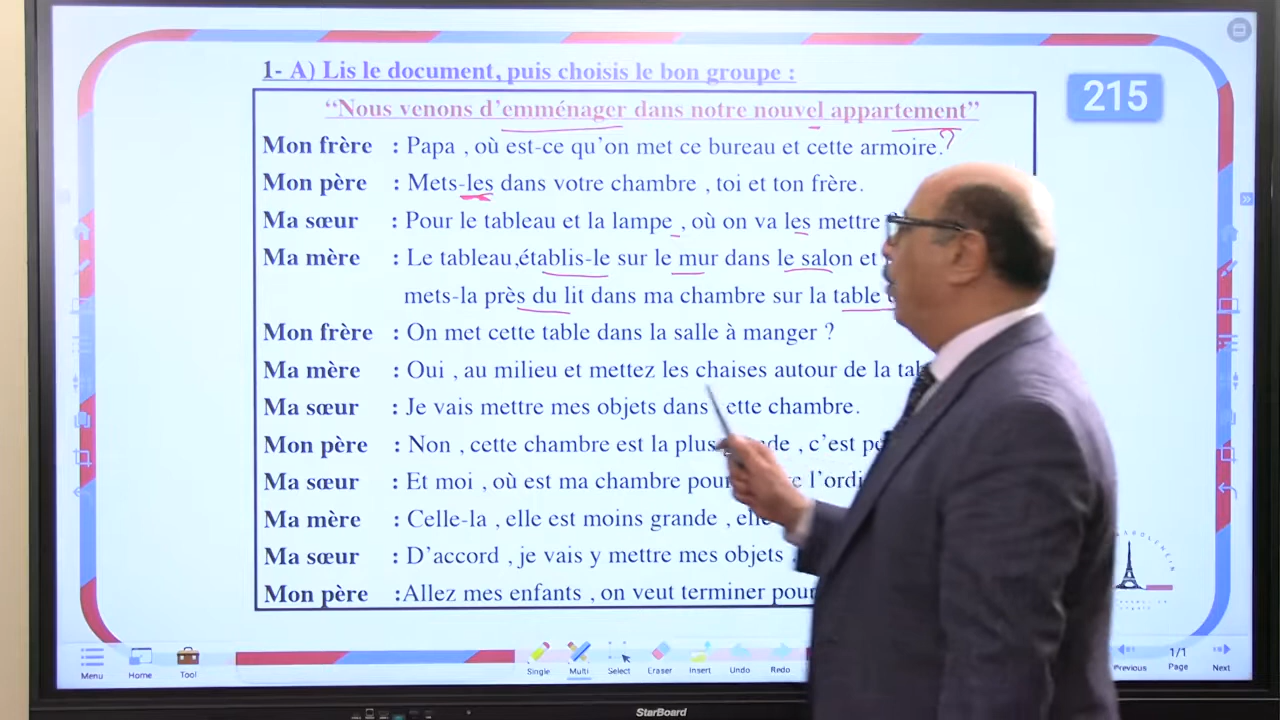 1- A) Lis le document, puis choisis le bon groupe :
215
“Nous venons d’emménager dans notre nouvel appartement”
Mon frère : Papa , où est-ce qu’on met ce bureau et cette armoire.?
Mon père : Mets-les dans votre chambre , toi et ton frère.
Ma sœur : Pour le tableau et la lampe , où on va les mettre
Ma mère : Le tableau,établis-le sur le mur dans le salon et
mets-la près du lit dans ma chambre sur la table
Mon frère : On met cette table dans la salle à manger ?
Ma mère : Oui , au milieu et mettez les chaises autour de la
Ma sœur : Je vais mettre mes objets dans ette chambre.
Mon père : Non , cette chambre est la plus , c’est
Ma sœur : Et moi , où est ma chambre
Ma mère : Celle-la , elle est moins grande ,
Ma sœur : D’accord , je vais y mettre mes objets
Mon père :Allez mes enfants , on veut terminer pour
Menu
Home
Tool
Single
Multi
Select
Eraser
Insert
Undo
Redo
Previous
1/1
Page
Next
StarBoard